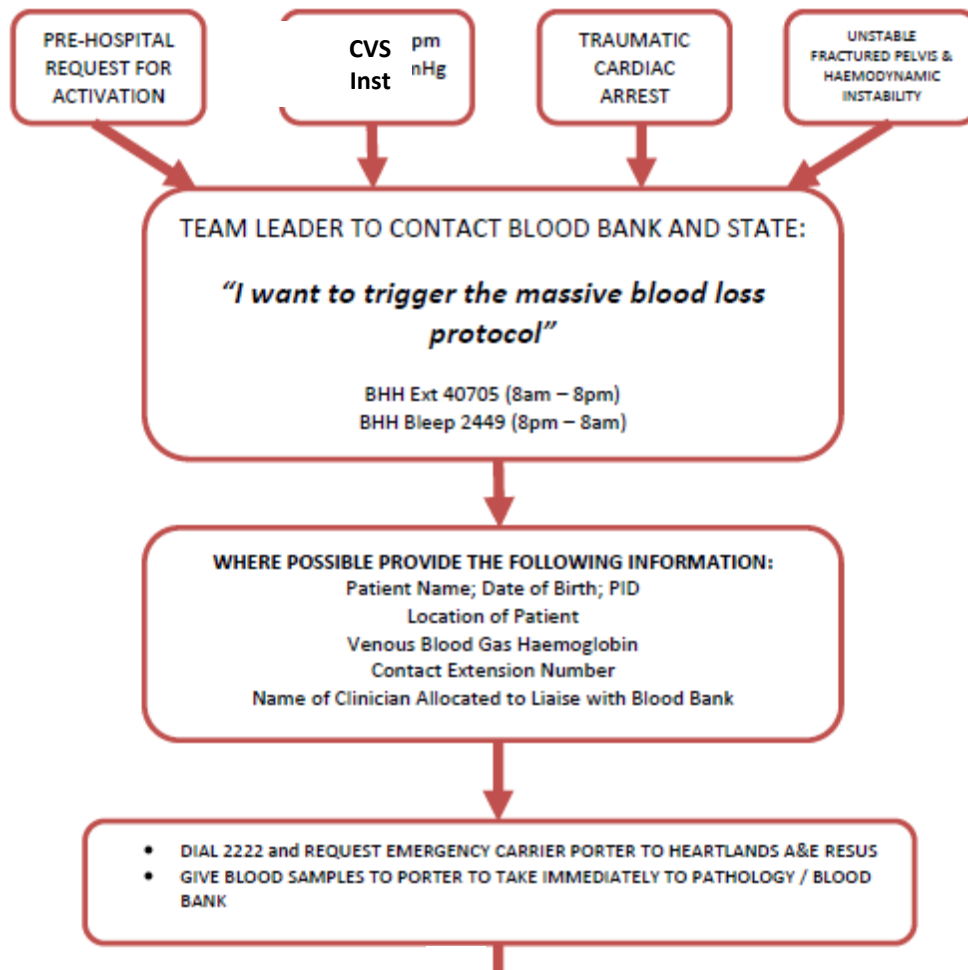 PRE-HOSPITAL
REQUEST FOR
ACTIVATION
CVS
Inst
TRAUMATIC
CARDIAC
ARREST
UNSTABLE
FRACTURED PELVIS &
HAEMODYNAMIC
INSTABILITY
TEAM LEADER TO CONTACT BLOOD BANK AND STATE:
“I want to trigger the massive blood loss
protocol”
BHH Ext 40705 (8am – 8pm)
BHH Bleep 2449 (8pm – 8am)
WHERE POSSIBLE PROVIDE THE FOLLOWING INFORMATION:
Patient Name; Date of Birth; PID
Location of Patient
Venous Blood Gas Haemoglobin
Contact Extension Number
Name of Clinician Allocated to Liaise with Blood Bank
• DIAL 2222 and REQUEST EMERGENCY CARRIER PORTER TO HEARTLANDS A&E RESUS
• GIVE BLOOD SAMPLES TO PORTER TO TAKE IMMEDIATELY TO PATHOLOGY / BLOOD
BANK